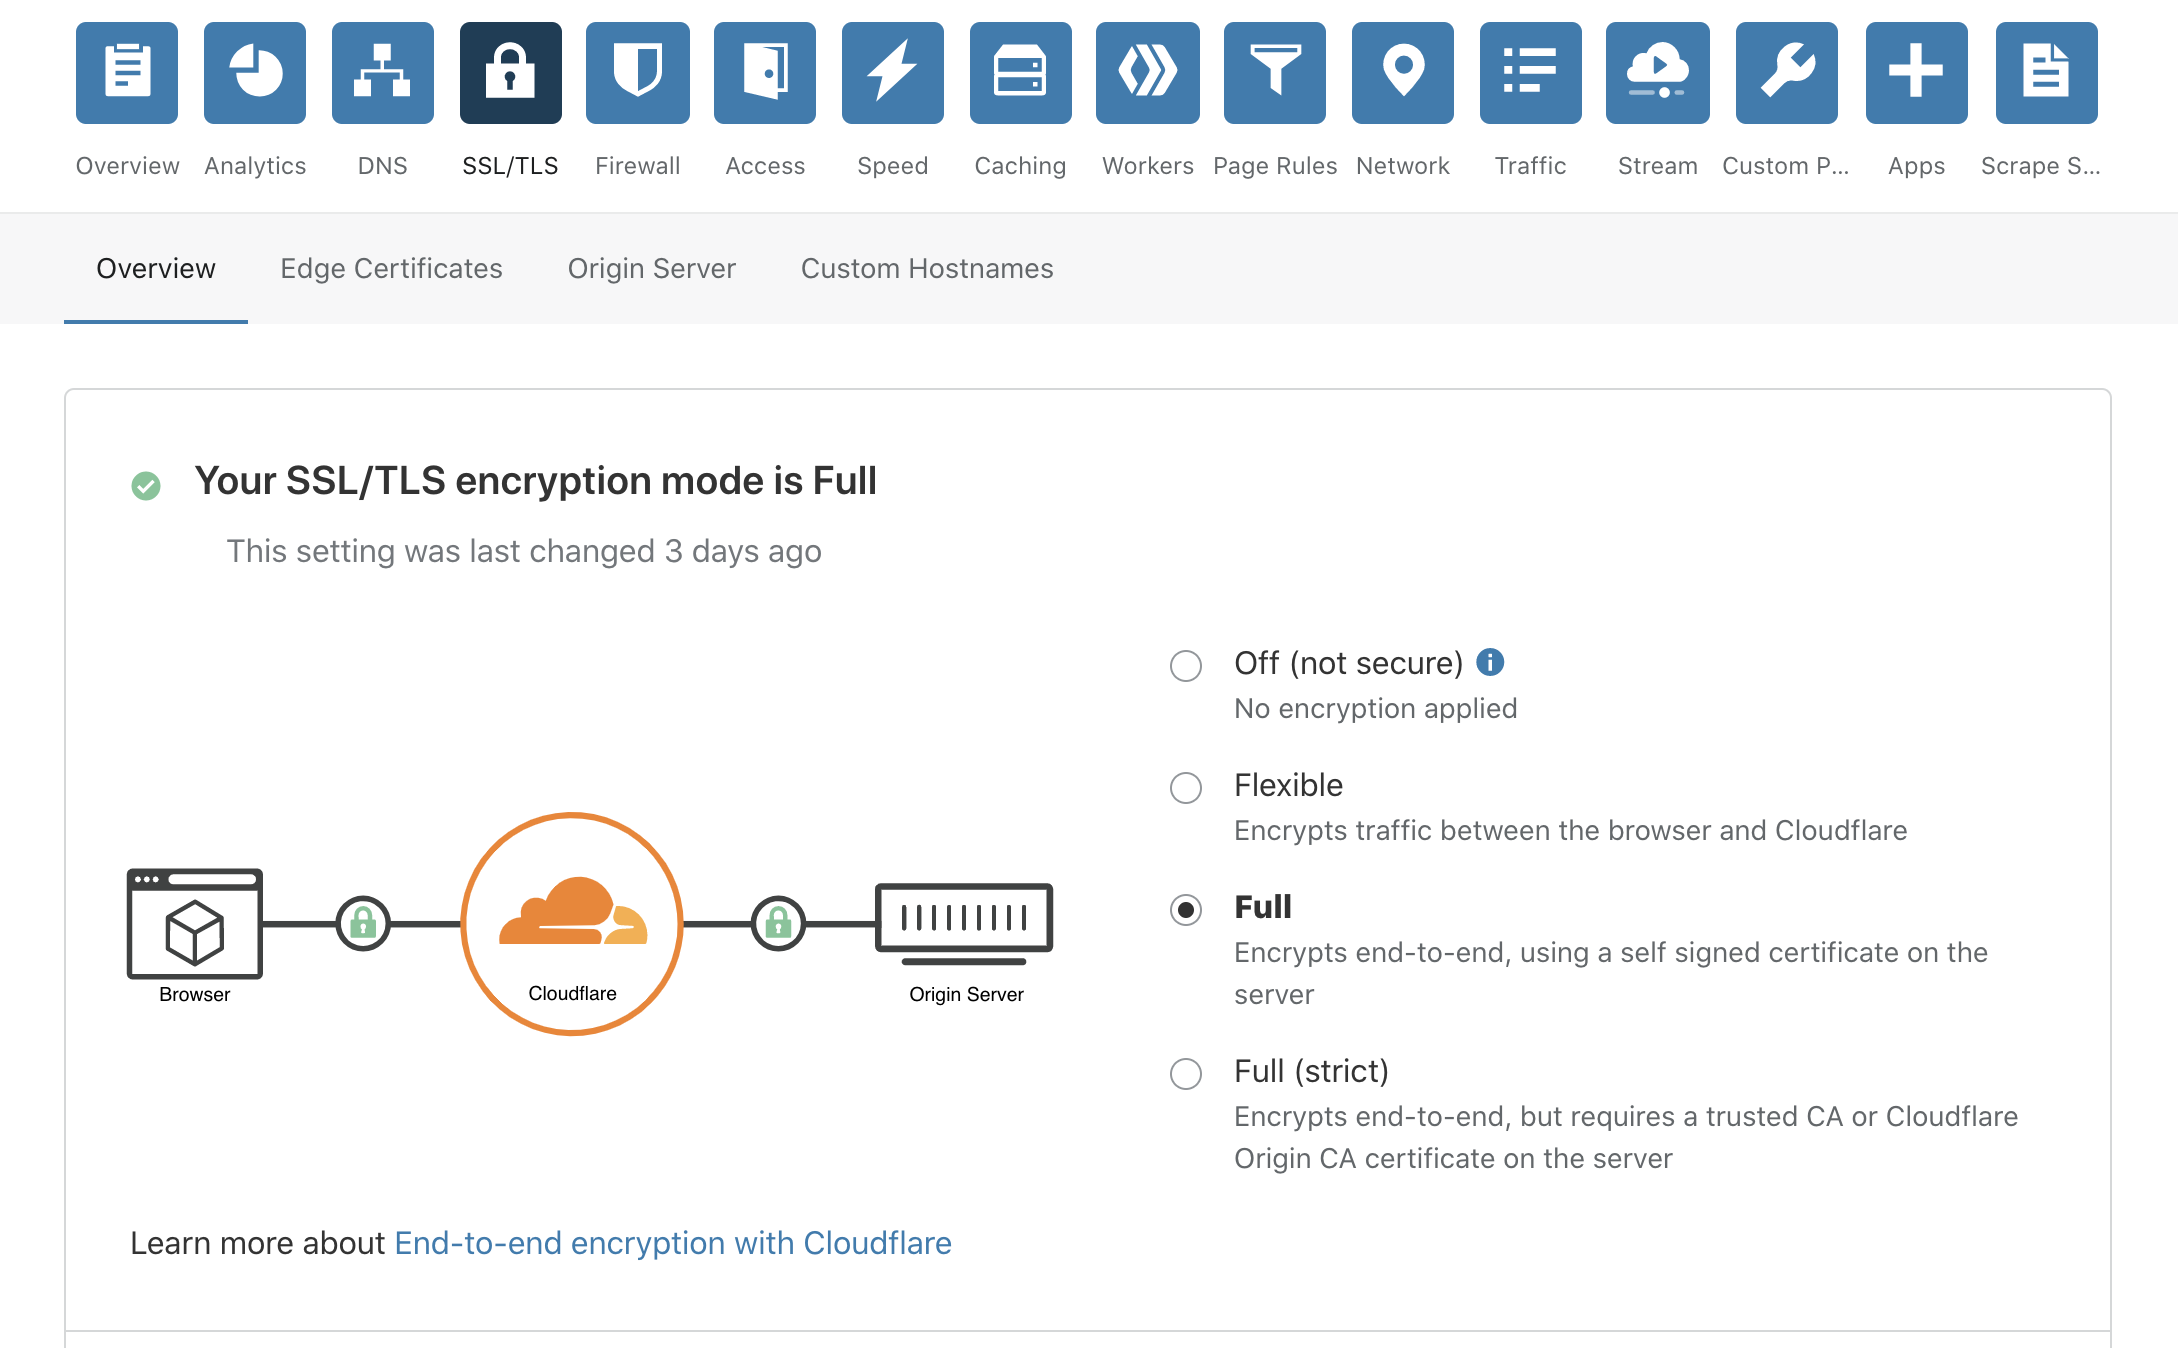 Overview Analytics DNS SSL/TLS Firewall Access Speed Caching Workers Page Rules Network Traffic Stream Custom P... Apps Scrape S...
Overview Edge Certificates Origin Server Custom Hostnames
Your SSL/TLS encryption mode is Full
This setting was last changed 3 days ago
Browser
Cloudflare
Origin Server
Off (not secure)
No encryption applied
Flexible
Encrypts traffic between the browser and Cloudflare
Full
Encrypts end-to-end, using a self signed certificate on the
server
Full (strict)
Encrypts end-to-end, but requires a trusted CA or Cloudflare
Origin CA certificate on the server
Learn more about End-to-end encryption with Cloudflare